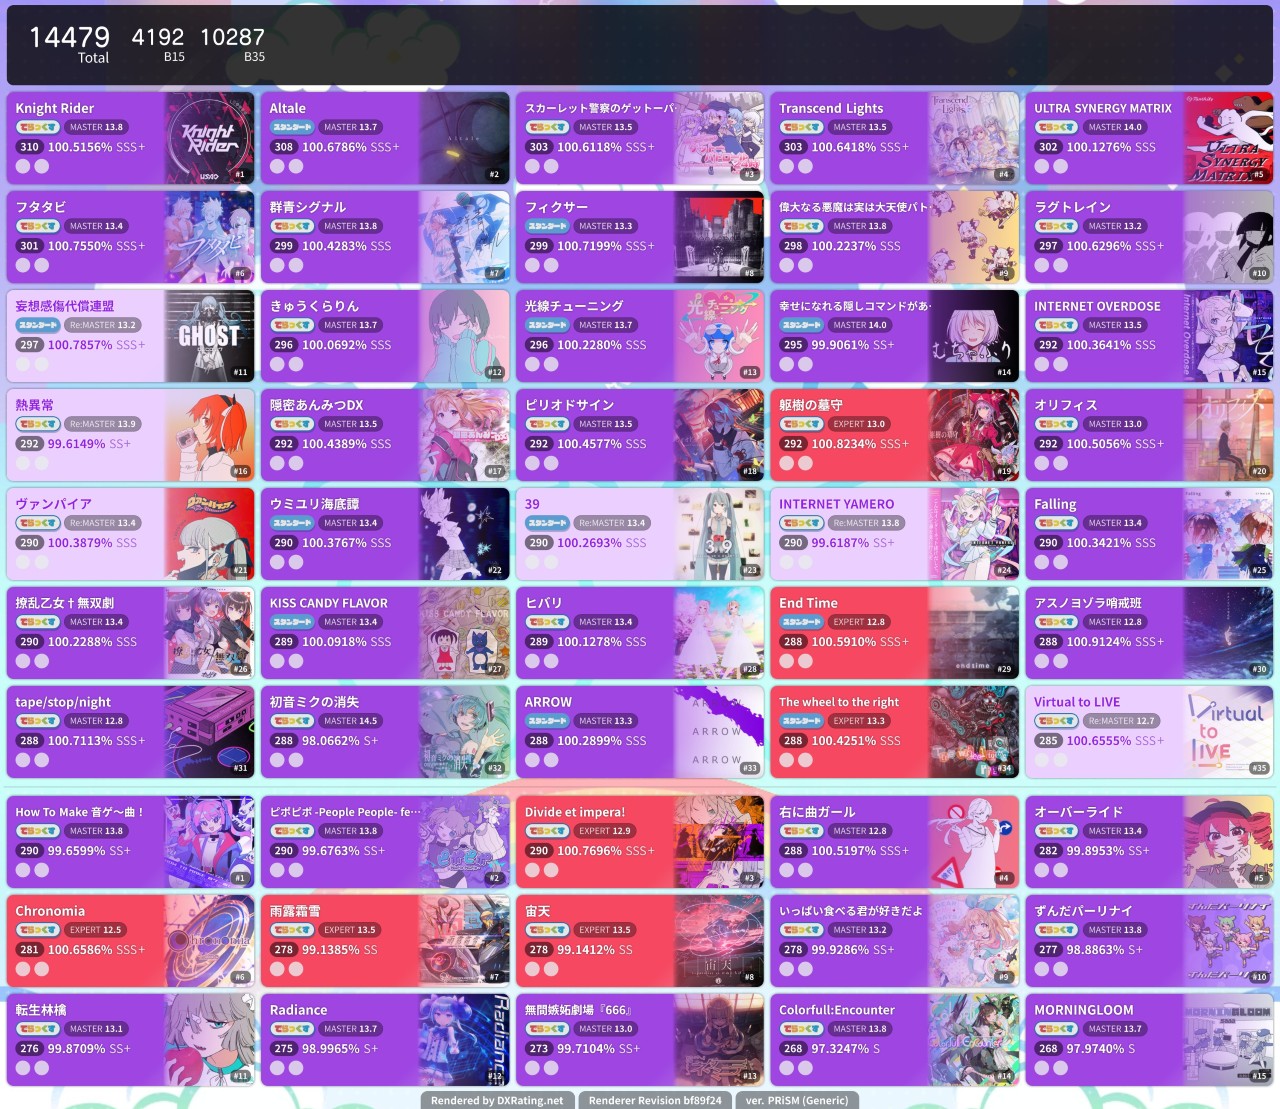 14479 4192 10287
Total B15 B35
Knight Rider
でらっくす MASTER 13.8
310 100.5156% SSS+
#1
Altale
スタンダード MASTER 13.7
308 100.6786% SSS+
#2
スカーレット警察のゲットーパ
でらっくす MASTER 13.5
303 100.6118% SSS+
#3
Transcend Lights
でらっくす MASTER 13.5
303 100.6418% SSS+
#4
ULTRA SYNERGY MATRIX
でらっくす MASTER 14.0
302 100.1276% SSS
#5
フタタビ
でらっくす MASTER 13.4
301 100.7550% SSS+
#6
群青シグナル
でらっくす MASTER 13.8
299 100.4283% SSS
#7
フィクサー
スタンダード MASTER 13.3
299 100.7199% SSS+
#8
偉大なる悪魔は実は大天使パト
でらっくす MASTER 13.8
298 100.2237% SSS
#9
ラグトレイン
でらっくす MASTER 13.2
297 100.6296% SSS+
#10
妄想感傷代償連盟
スタンダード Re:MASTER 13.2
297 100.7857% SSS+
GHOST
#11
きゅうくらりん
でらっくす MASTER 13.7
296 100.0692% SSS
#12
光線チューニング
スタンダード MASTER 13.7
296 100.2280% SSS
#13
幸せになれる隠しコマンドがあ
スタンダード MASTER 14.0
295 99.9061% SS+
#14
INTERNET OVERDOSE
でらっくす MASTER 13.5
292 100.3641% SSS
#15
熱異常
でらっくす Re:MASTER 13.9
292 99.6149% SS+
#16
隠密あんみつDX
でらっくす MASTER 13.5
292 100.4389% SSS
#17
ピリオドサイン
でらっくす MASTER 13.5
292 100.4577% SSS
#18
躯樹の墓守
でらっくす EXPERT 13.0
292 100.8234% SSS+
#19
オリフィス
でらっくす MASTER 13.0
292 100.5056% SSS+
#20
ヴァンパイア
でらっくす Re:MASTER 13.4
290 100.3879% SSS
#21
ウミユリ海底譚
スタンダード MASTER 13.4
290 100.3767% SSS
#22
39
スタンダード Re:MASTER 13.4
290 100.2693% SSS
#23
INTERNET YAMERO
でらっくす Re:MASTER 13.8
290 99.6187% SS+
#24
Falling
でらっくす MASTER 13.4
290 100.3421% SSS
#25
撩乱乙女†無双劇
でらっくす MASTER 13.4
290 100.2288% SSS
#26
KISS CANDY FLAVOR
スタンダード MASTER 13.4
289 100.0918% SSS
#27
ヒバリ
でらっくす MASTER 13.4
289 100.1278% SSS
#28
End Time
スタンダード EXPERT 12.8
288 100.5910% SSS+
#29
アスノヨゾラ哨戒班
スタンダード MASTER 12.8
288 100.9124% SSS+
#30
tape/stop/night
でらっくす MASTER 12.8
288 100.7113% SSS+
#31
初音ミクの消失
でらっくす MASTER 14.5
288 98.0662% S+
#32
ARROW
スタンダード MASTER 13.3
288 100.2899% SSS
ARROW
ARROW
#33
The wheel to the right
スタンダード EXPERT 13.3
288 100.4251% SSS
#34
Virtual to LIVE
でらっくす Re:MASTER 12.7
285 100.6555% SSS+
Virtual
to
LIVE
#35
How To Make 音ゲ～曲！
でらっくす MASTER 13.8
290 99.6599% SS+
#1
ピポピポ -People People- fe…
でらっくす MASTER 13.8
290 99.6763% SS+
#2
Divide et impera!
でらっくす EXPERT 12.9
290 100.7696% SSS+
#3
右に曲ガール
でらっくす MASTER 12.8
288 100.5197% SSS+
#4
オーバーライド
でらっくす MASTER 13.4
282 99.8953% SS+
#5
Chronomia
でらっくす EXPERT 12.5
281 100.6586% SSS+
#6
雨露霜雪
でらっくす EXPERT 13.5
278 99.1385% SS
#7
宙天
でらっくす EXPERT 13.5
278 99.1412% SS
宙天
#8
いっぱい食べる君が好きだよ
でらっくす MASTER 13.2
278 99.9286% SS+
#9
ずんだパーリナイ
でらっくす MASTER 13.8
277 98.8863% S+
#10
転生林檎
でらっくす MASTER 13.1
276 99.8709% SS+
#11
Radiance
でらっくす MASTER 13.7
275 98.9965% S+
Radiance
#12
無間嫉妬劇場『666』
でらっくす MASTER 13.0
273 99.7104% SS+
#13
Colorfull:Encounter
でらっくす MASTER 13.8
268 97.3247% S
#14
MORNINGLOOM
でらっくす MASTER 13.7
268 97.9740% S
#15
Rendered by DXRating.net Renderer Revision bf89f24 ver. PRiSM (Generic)